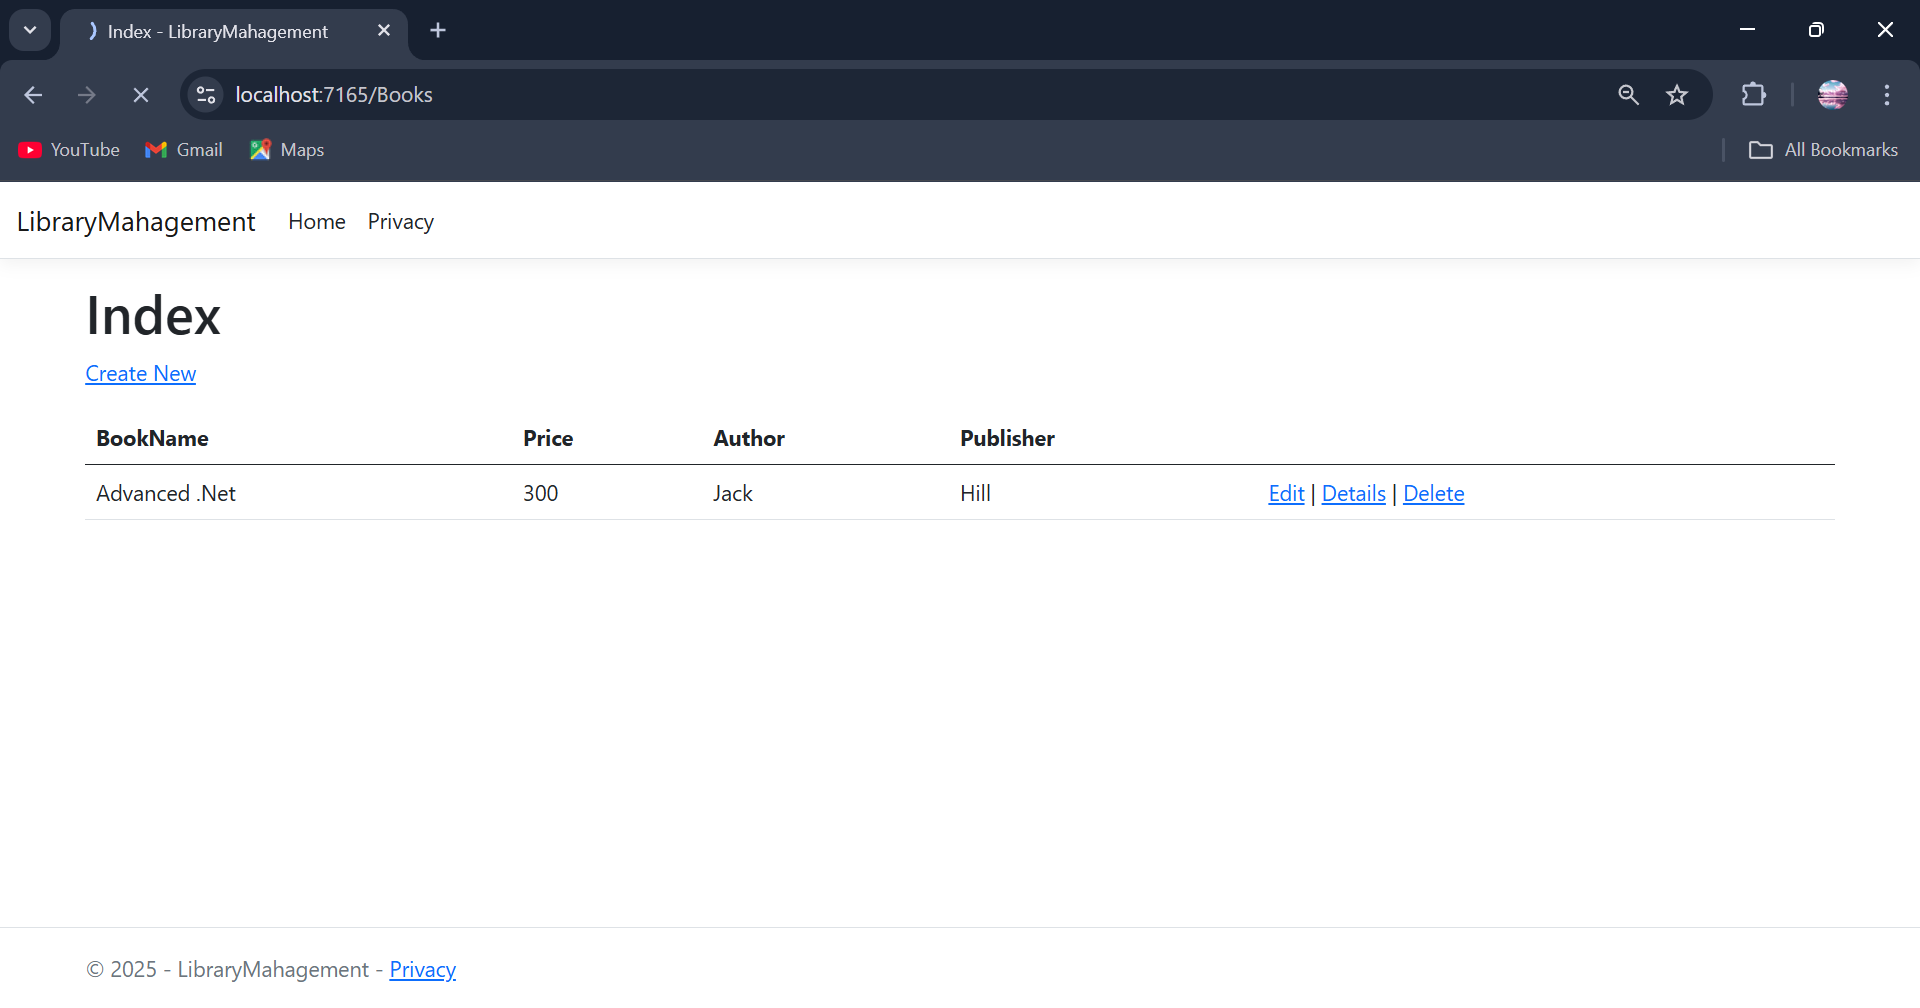 Index - LibraryMahagement
localhost:7165/Books
YouTube Gmail Maps All Bookmarks
LibraryMahagement Home Privacy
Index
Create New
BookName Price Author Publisher
Advanced .Net 300 Jack Hill Edit | Details | Delete
© 2025 - LibraryMahagement - Privacy